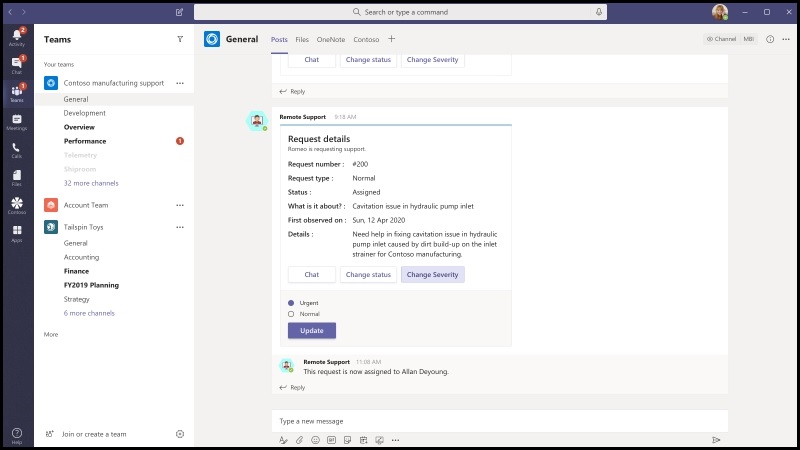 Search or type a command
2
Activity
1
Chat
1
Teams
Meetings
Calls
Files
Contoso
Apps
Help
Teams
Your teams
Contoso manufacturing support
General
Development
Overview
Performance 1
Telemetry
Shiproom
32 more channels
Account Team
Tailspin Toys
General
Accounting
Finance
FY2019 Planning
Strategy
6 more channels
More
Join or create a team
General Posts Files OneNote Contoso
Channel MBI
Chat Change status Change Severity
Reply
Remote Support 9:18 AM
Request details
Romeo is requesting support.
Request number : #200
Request type : Normal
Status : Assigned
What is it about? : Cavitation issue in hydraulic pump inlet
First observed on : Sun, 12 Apr 2020
Details : Need help in fixing cavitation issue in hydraulic
pump inlet caused by dirt build-up on the inlet
strainer for Contoso manufacturing.
Chat Change status Change Severity
Urgent
Normal
Update
Remote Support 11:08 AM
This request is now assigned to Allan Deyoung.
Reply
Type a new message